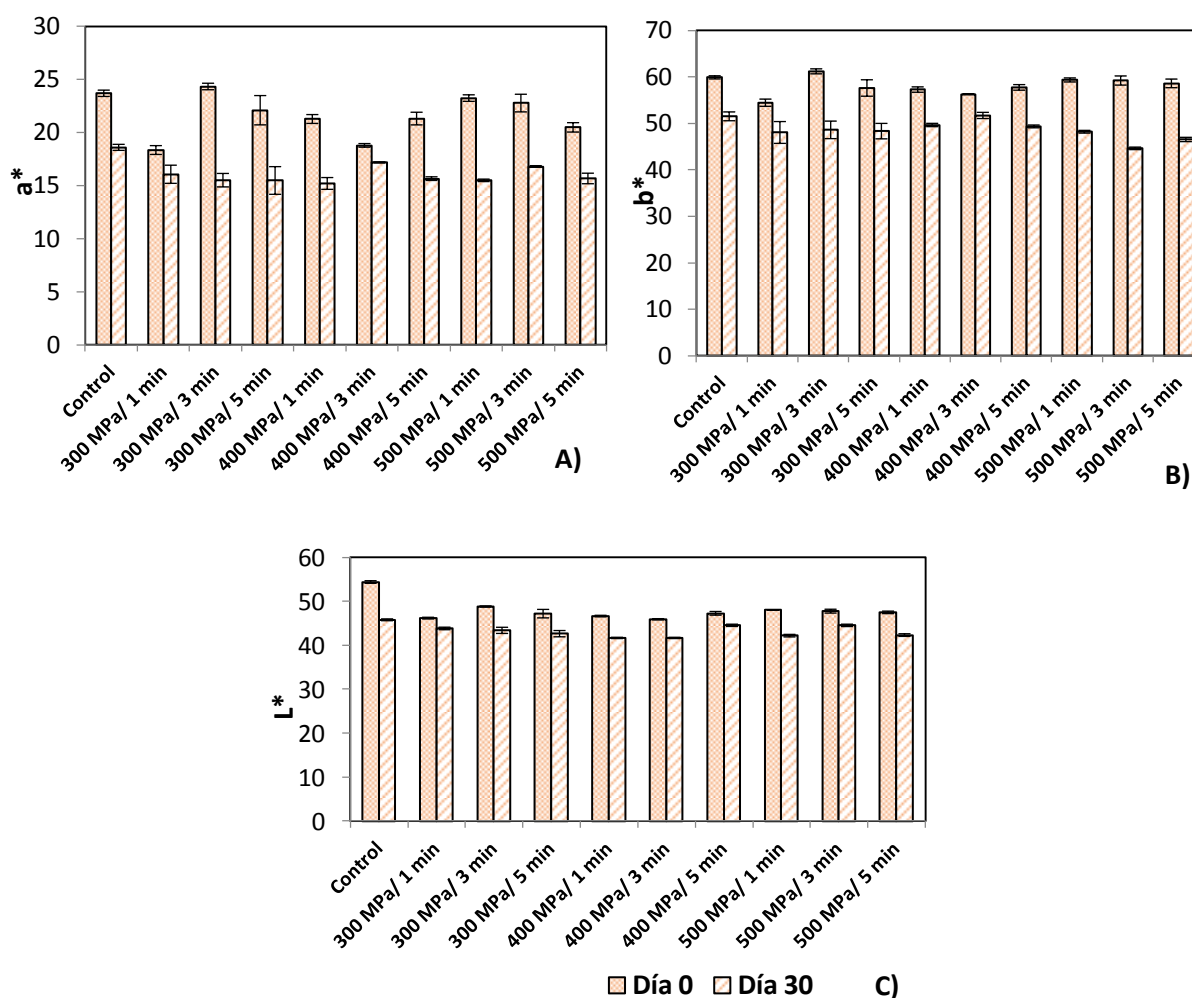 30
25
20
15
10
5
0
a*
Control
300 MPa/ 1 min
300 MPa/ 3 min
300 MPa/ 5 min
400 MPa/ 1 min
400 MPa/ 3 min
400 MPa/ 5 min
500 MPa/ 1 min
500 MPa/ 3 min
500 MPa/ 5 min
A)
70
60
50
40
30
20
10
0
b*
Control
300 MPa/ 1 min
300 MPa/ 3 min
300 MPa/ 5 min
400 MPa/ 1 min
400 MPa/ 3 min
400 MPa/ 5 min
500 MPa/ 1 min
500 MPa/ 3 min
500 MPa/ 5 min
B)
60
50
40
30
20
10
0
L*
Control
300 MPa/ 1 min
300 MPa/ 3 min
300 MPa/ 5 min
400 MPa/ 1 min
400 MPa/ 3 min
400 MPa/ 5 min
500 MPa/ 1 min
500 MPa/ 3 min
500 MPa/ 5 min
Día 0 Día 30
C)